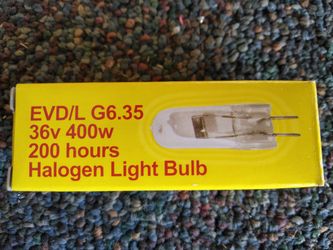 EVD/L G6.35
36v 400w
200 hours
Halogen Light Bulb